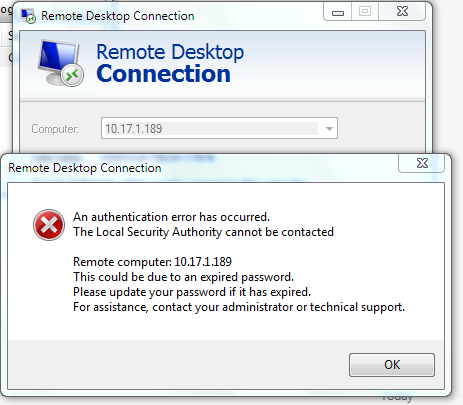 Remote Desktop Connection
Remote Desktop
Connection
Computer:
10.17.1.189
Remote Desktop Connection
An authentication error has occurred.
The Local Security Authority cannot be contacted
Remote computer: 10.17.1.189
This could be due to an expired password.
Please update your password if it has expired.
For assistance, contact your administrator or technical support.
OK
Today